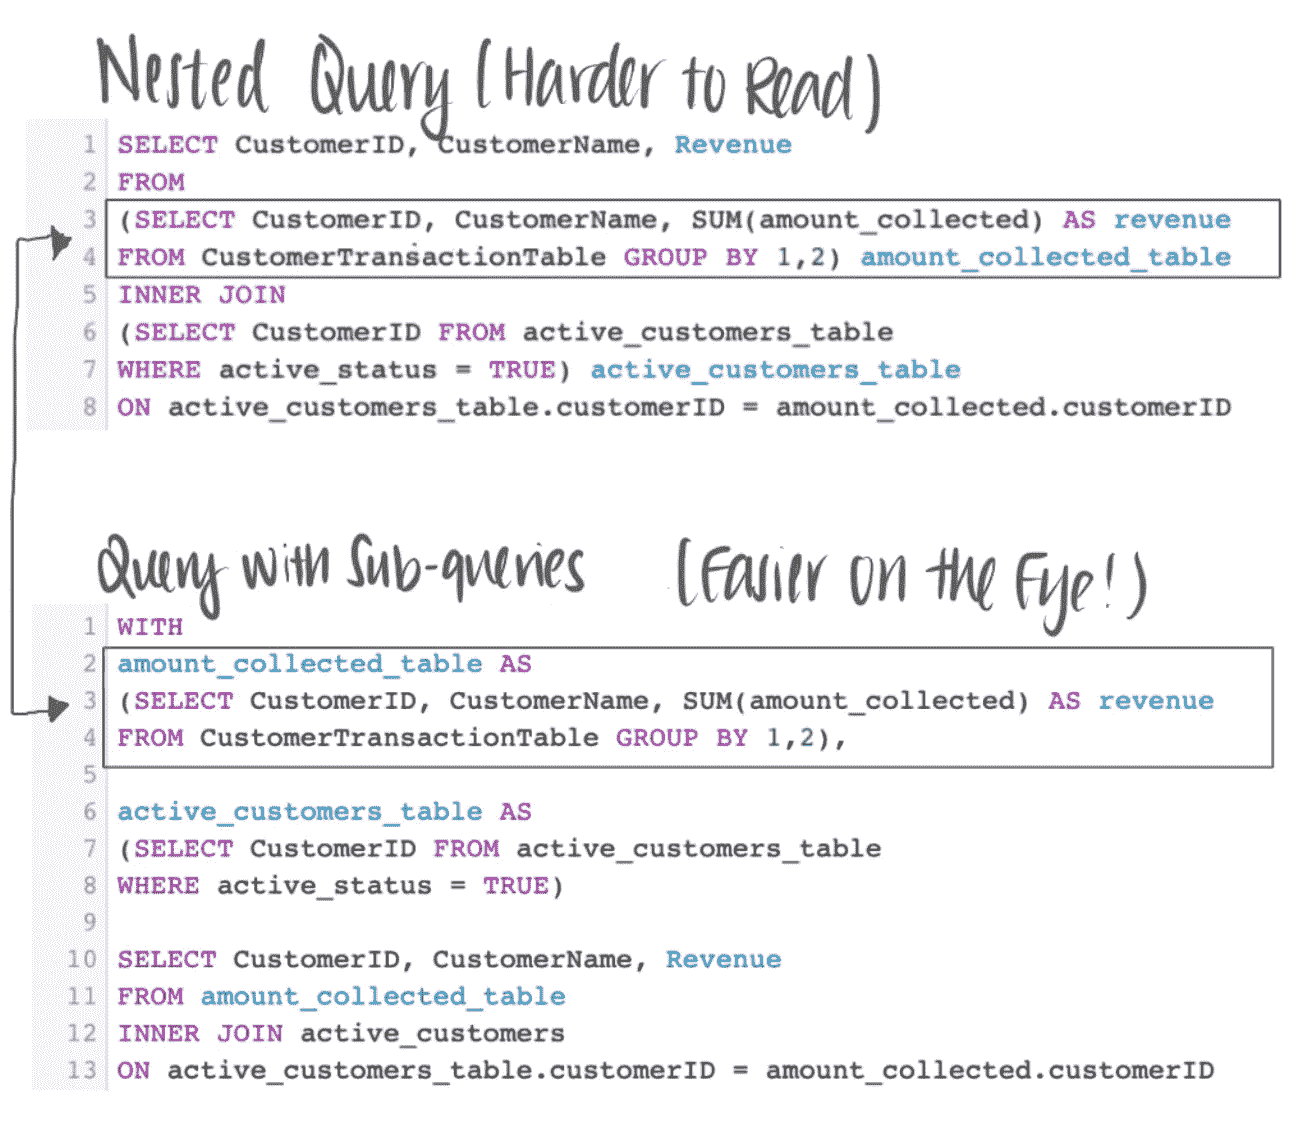 Nested Query (Harder to Read)
1 SELECT CustomerID, CustomerName, Revenue
2 FROM
3 (SELECT CustomerID, CustomerName, SUM(amount_collected) AS revenue
4 FROM CustomerTransactionTable GROUP BY 1,2) amount_collected_table
5 INNER JOIN
6 (SELECT CustomerID FROM active_customers_table
7 WHERE active_status = TRUE) active_customers_table
8 ON active_customers_table.customerID = amount_collected.customerID
Query with Sub-queries (Easier on the Eye!)
1 WITH
2 amount_collected_table AS
3 (SELECT CustomerID, CustomerName, SUM(amount_collected) AS revenue
4 FROM CustomerTransactionTable GROUP BY 1,2),
5
6 active_customers_table AS
7 (SELECT CustomerID FROM active_customers_table
8 WHERE active_status = TRUE)
9
10 SELECT CustomerID, CustomerName, Revenue
11 FROM amount_collected_table
12 INNER JOIN active_customers
13 ON active_customers_table.customerID = amount_collected.customerID